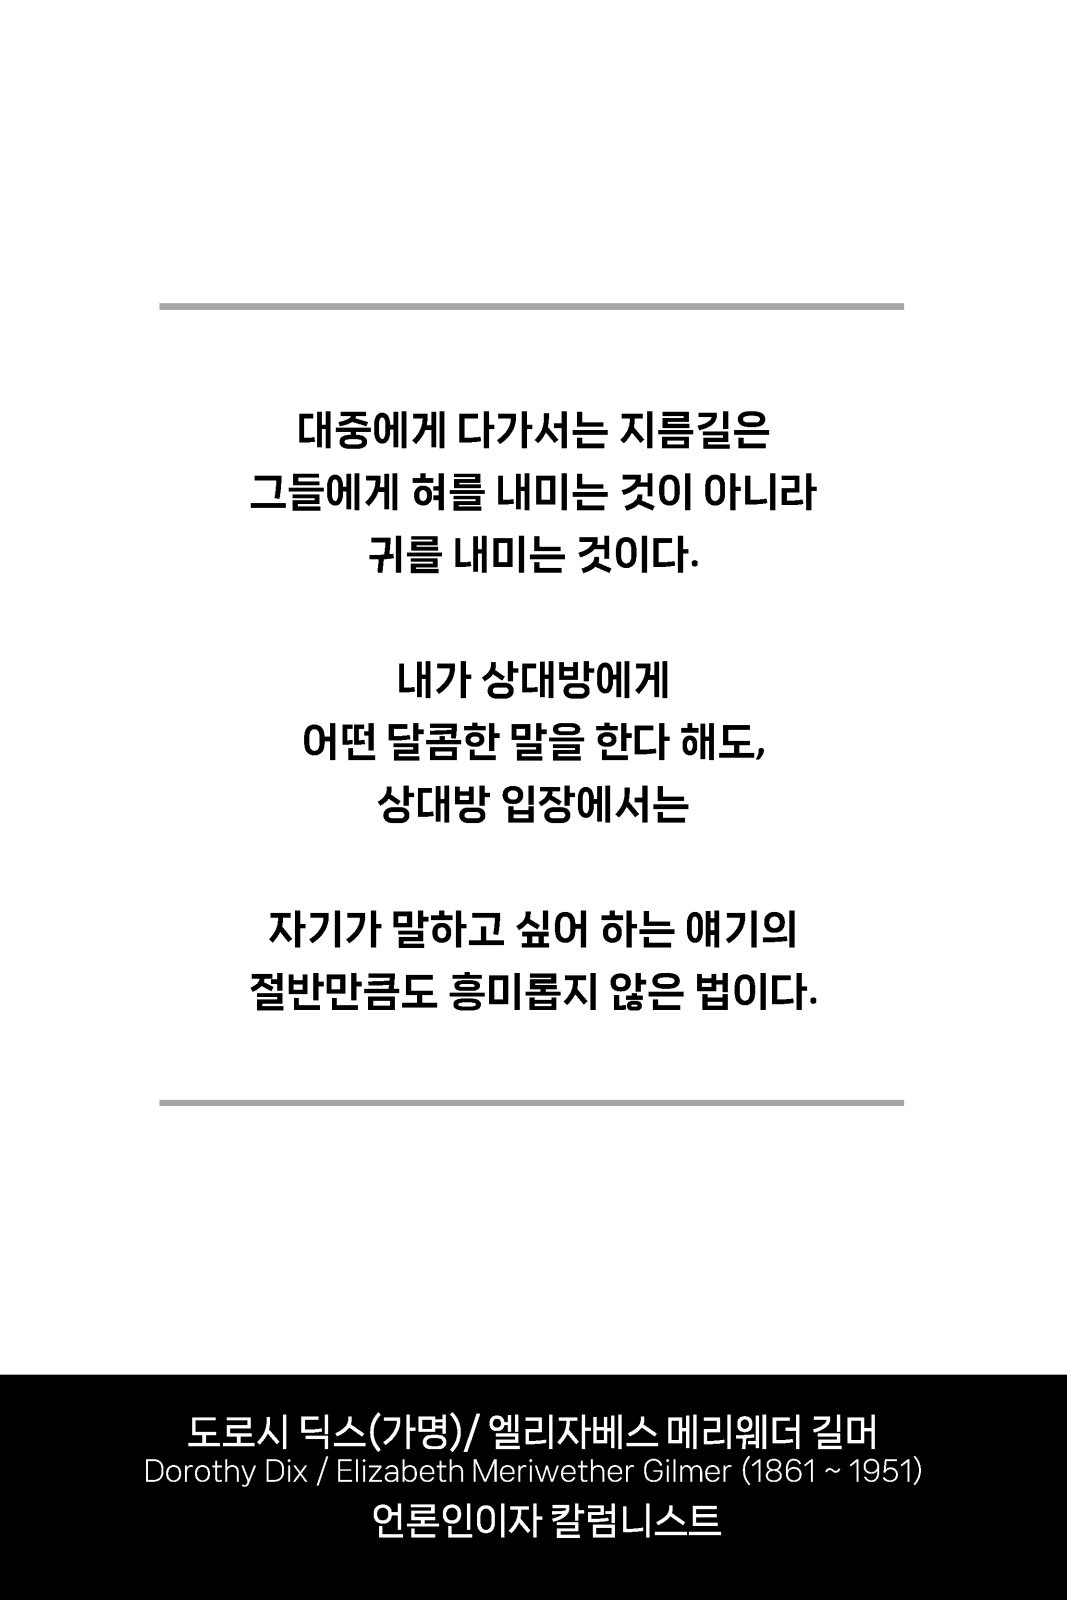 대중에게 다가서는 지름길은
그들에게 혀를 내미는 것이 아니라
귀를 내미는 것이다.
내가 상대방에게
어떤 달콤한 말을 한다 해도,
상대방 입장에서는
자기가 말하고 싶어 하는 얘기의
절반만큼도 흥미롭지 않은 법이다.
도로시 딕스(가명)/ 엘리자베스 메리웨더 길머
Dorothy Dix / Elizabeth Meriwether Gilmer (1861 ~ 1951)
언론인이자 칼럼니스트